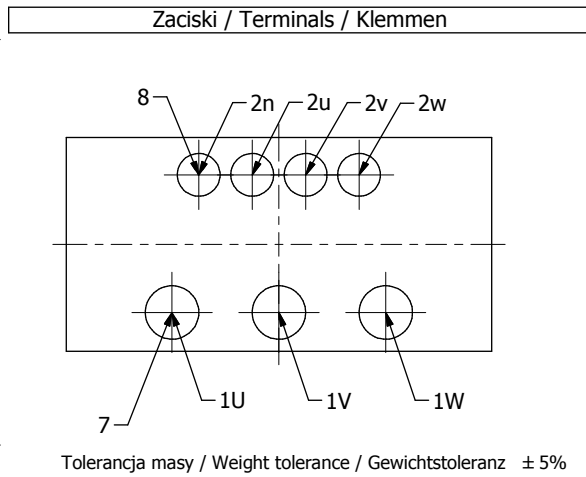 Zaciski / Terminals / Klemmen
8 2n 2u 2v 2w
7 1U 1V 1W
Tolerancja masy / Weight tolerance / Gewichtstoleranz ± 5%